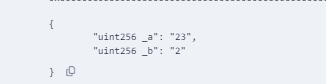 {
"uint256 _a": "23",
"uint256 _b": "2"
}